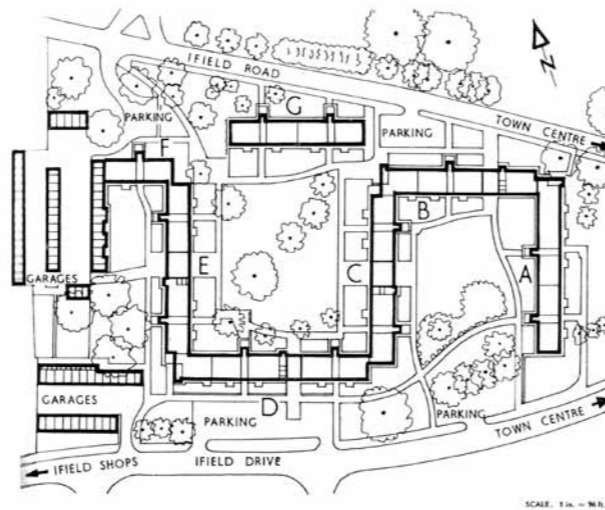 N
IFIELD ROAD
TOWN CENTRE
G
PARKING
PARKING
F
B
E
C
A
GARAGES
D
GARAGES
PARKING
PARKING
TOWN CENTRE
IFIELD SHOPS
IFIELD DRIVE
SCALE. 1 in. — 96 ft.